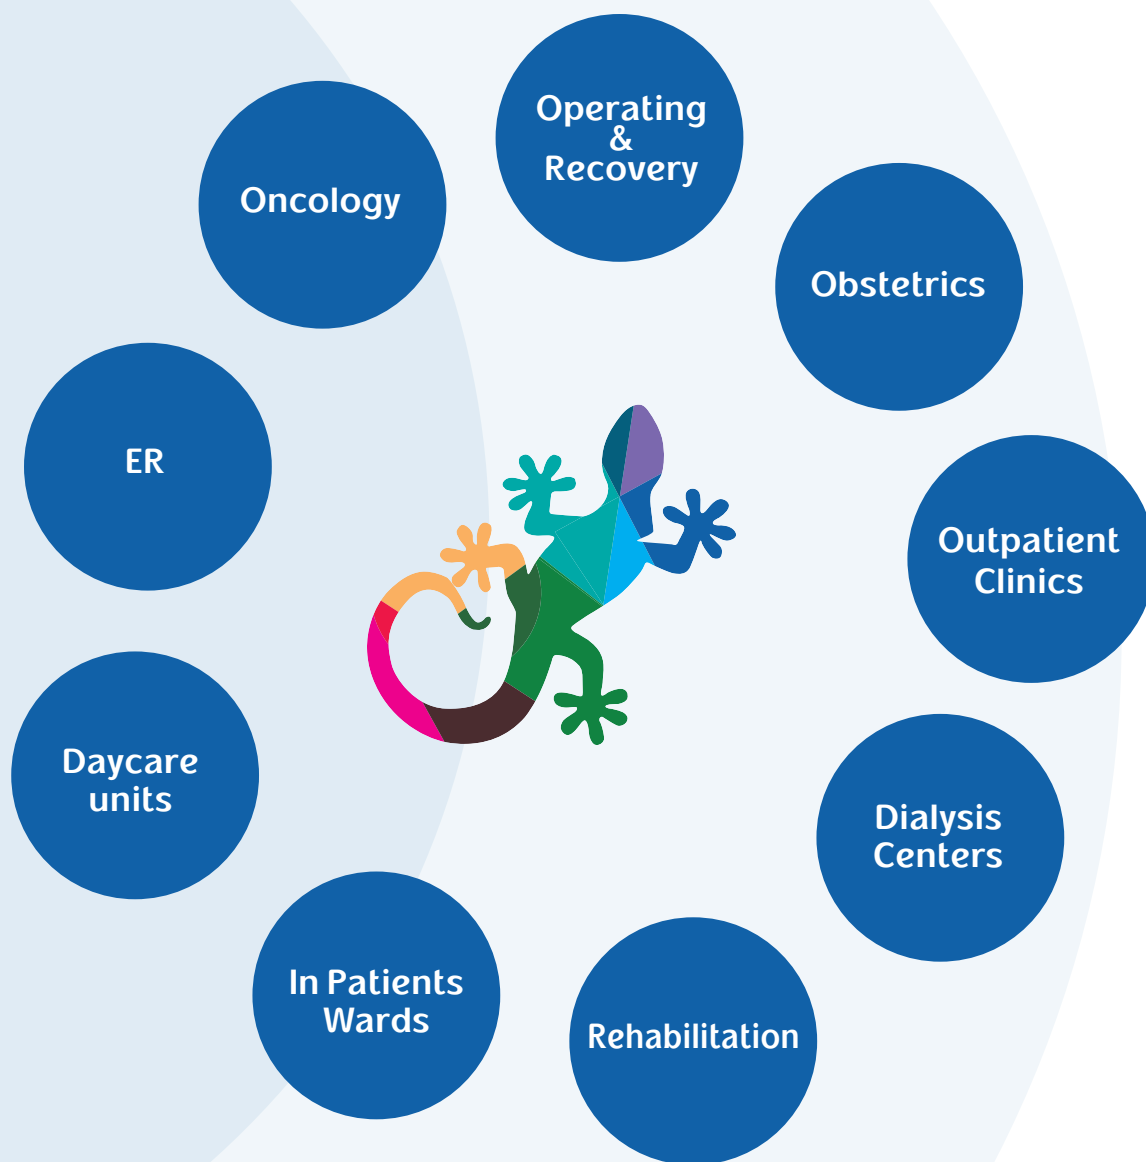 Operating
&
Recovery
Oncology
Obstetrics
ER
Outpatient
Clinics
Daycare
units
Dialysis
Centers
In Patients
Wards
Rehabilitation